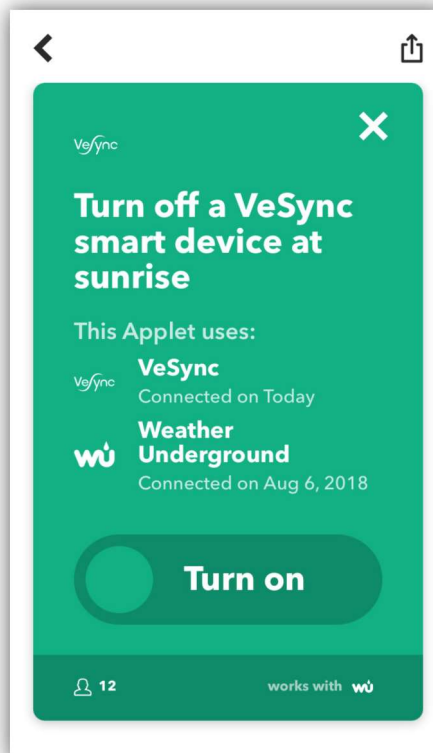 VeSync
Turn off a VeSync
smart device at
sunrise
This Applet uses:
VeSync
VeSync
Connected on Today
wu
Weather
Underground
Connected on Aug 6, 2018
Turn on
12
works with wu